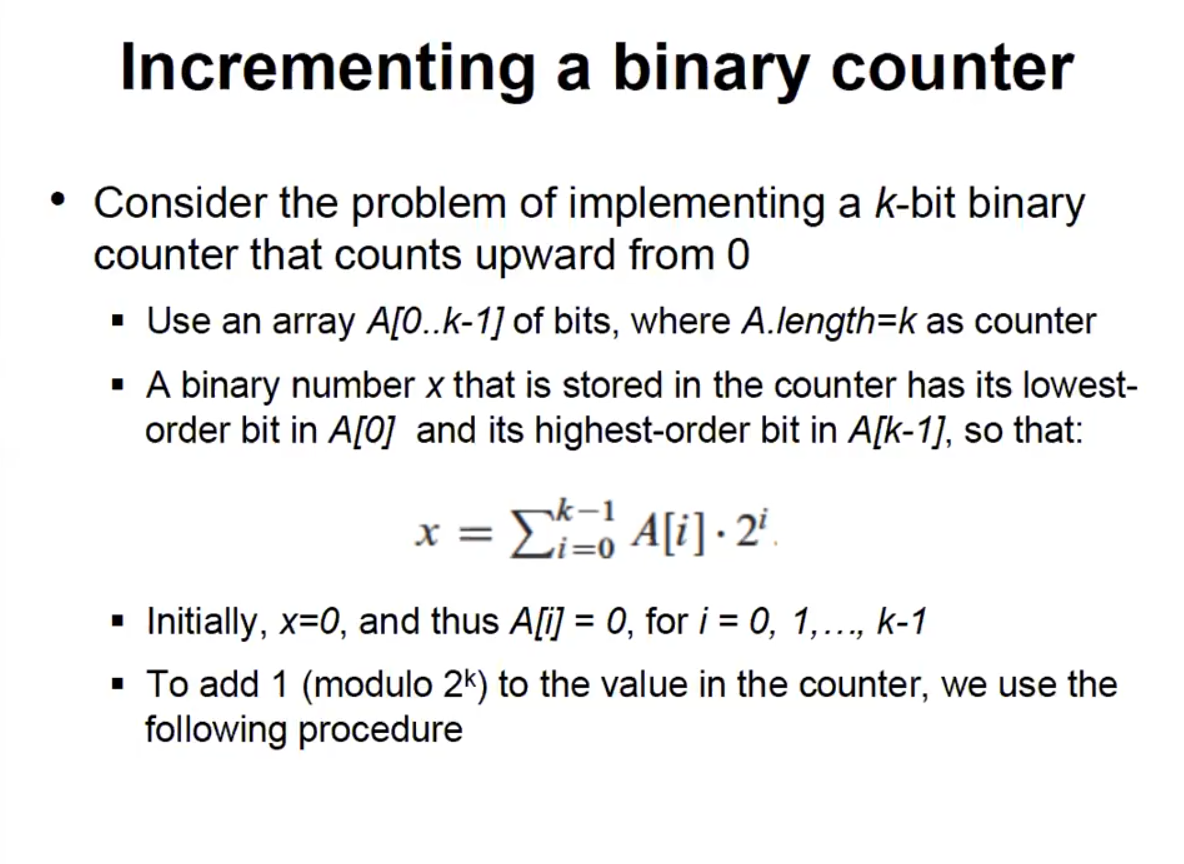 Incrementing a binary counter
• Consider the problem of implementing a k-bit binary
counter that counts upward from 0
▪ Use an array A[0..k-1] of bits, where A.length=k as counter
▪ A binary number x that is stored in the counter has its lowest-
order bit in A[0] and its highest-order bit in A[k-1], so that:
x = ∑_{i=0}^{k−1} A[i] · 2^i.
▪ Initially, x=0, and thus A[i] = 0, for i = 0, 1,…, k-1
▪ To add 1 (modulo 2ᵏ) to the value in the counter, we use the
following procedure